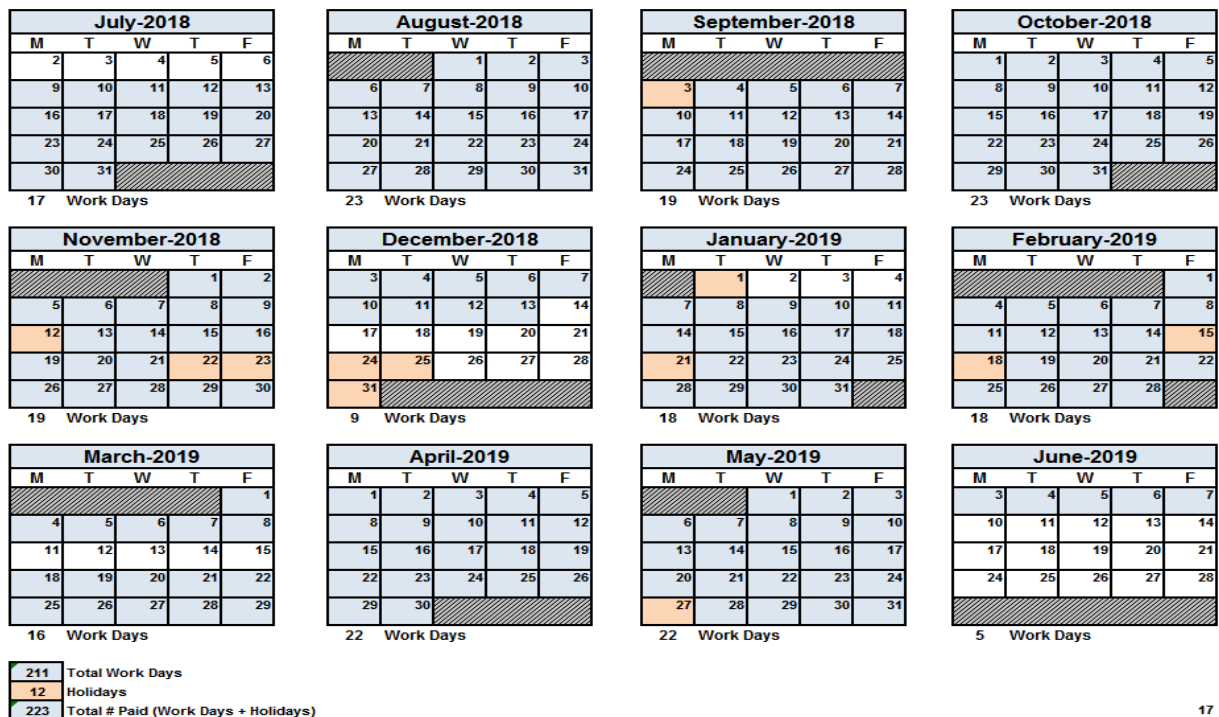 July-2018
M T W T F
2 3 4 5 6
9 10 11 12 13
16 17 18 19 20
23 24 25 26 27
30 31
17 Work Days
August-2018
M T W T F
1 2 3
6 7 8 9 10
13 14 15 16 17
20 21 22 23 24
27 28 29 30 31
23 Work Days
September-2018
M T W T F
3 4 5 6 7
10 11 12 13 14
17 18 19 20 21
24 25 26 27 28
19 Work Days
October-2018
M T W T F
1 2 3 4 5
8 9 10 11 12
15 16 17 18 19
22 23 24 25 26
29 30 31
23 Work Days
November-2018
M T W T F
1 2
5 6 7 8 9
12 13 14 15 16
19 20 21 22 23
26 27 28 29 30
19 Work Days
December-2018
M T W T F
3 4 5 6 7
10 11 12 13 14
17 18 19 20 21
24 25 26 27 28
31
9 Work Days
January-2019
M T W T F
1 2 3 4
7 8 9 10 11
14 15 16 17 18
21 22 23 24 25
28 29 30 31
18 Work Days
February-2019
M T W T F
1
4 5 6 7 8
11 12 13 14 15
18 19 20 21 22
25 26 27 28
18 Work Days
March-2019
M T W T F
1
4 5 6 7 8
11 12 13 14 15
18 19 20 21 22
25 26 27 28 29
16 Work Days
April-2019
M T W T F
1 2 3 4 5
8 9 10 11 12
15 16 17 18 19
22 23 24 25 26
29 30
22 Work Days
May-2019
M T W T F
1 2 3
6 7 8 9 10
13 14 15 16 17
20 21 22 23 24
27 28 29 30 31
22 Work Days
June-2019
M T W T F
3 4 5 6 7
10 11 12 13 14
17 18 19 20 21
24 25 26 27 28
5 Work Days
211 Total Work Days
12 Holidays
223 Total # Paid (Work Days + Holidays)
17